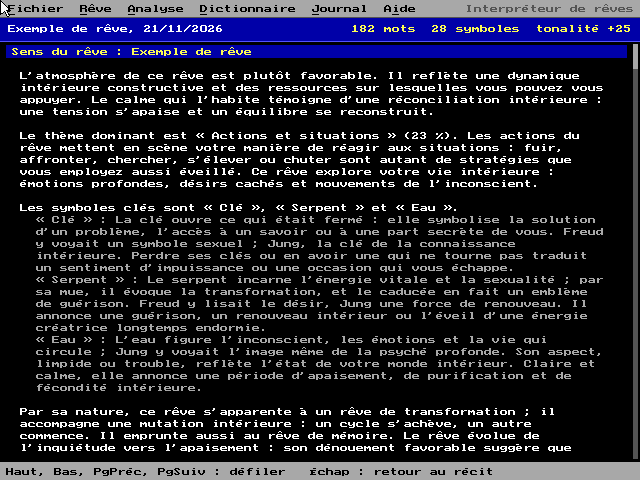 Fichier Rêve Analyse Dictionnaire Journal Aide Interpréteur de rêves
Exemple de rêve, 21/11/2026 182 mots 28 symboles tonalité +25
Sens du rêve : Exemple de rêve
L'atmosphère de ce rêve est plutôt favorable. Il reflète une dynamique
intérieure constructive et des ressources sur lesquelles vous pouvez vous
appuyer. Le calme qui l'habite témoigne d'une réconciliation intérieure :
une tension s'apaise et un équilibre se reconstruit.
Le thème dominant est « Actions et situations » (23 %). Les actions du
rêve mettent en scène votre manière de réagir aux situations : fuir,
affronter, chercher, s'élever ou chuter sont autant de stratégies que
vous employez aussi éveillé. Ce rêve explore votre vie intérieure :
émotions profondes, désirs cachés et mouvements de l'inconscient.
Les symboles clés sont « Clé », « Serpent » et « Eau ».
« Clé » : La clé ouvre ce qui était fermé : elle symbolise la solution
d'un problème, l'accès à un savoir ou à une part secrète de vous. Freud
y voyait un symbole sexuel ; Jung, la clé de la connaissance
intérieure. Perdre ses clés ou en avoir une qui ne tourne pas traduit
un sentiment d'impuissance ou une occasion qui vous échappe.
« Serpent » : Le serpent incarne l'énergie vitale et la sexualité ; par
sa mue, il évoque la transformation, et le caducée en fait un emblème
de guérison. Freud y lisait le désir, Jung une force de renouveau. Il
annonce une guérison, un renouveau intérieur ou l'éveil d'une énergie
créatrice longtemps endormie.
« Eau » : L'eau figure l'inconscient, les émotions et la vie qui
circule ; Jung y voyait l'image même de la psyché profonde. Son aspect,
limpide ou trouble, reflète l'état de votre monde intérieur. Claire et
calme, elle annonce une période d'apaisement, de purification et de
fécondité intérieure.
Par sa nature, ce rêve s'apparente à un rêve de transformation ; il
accompagne une mutation intérieure : un cycle s'achève, un autre
commence. Il emprunte aussi au rêve de mémoire. Le rêve évolue de
l'inquiétude vers l'apaisement : son dénouement favorable suggère que
Haut, Bas, PgPréc, PgSuiv : défiler Échap : retour au récit